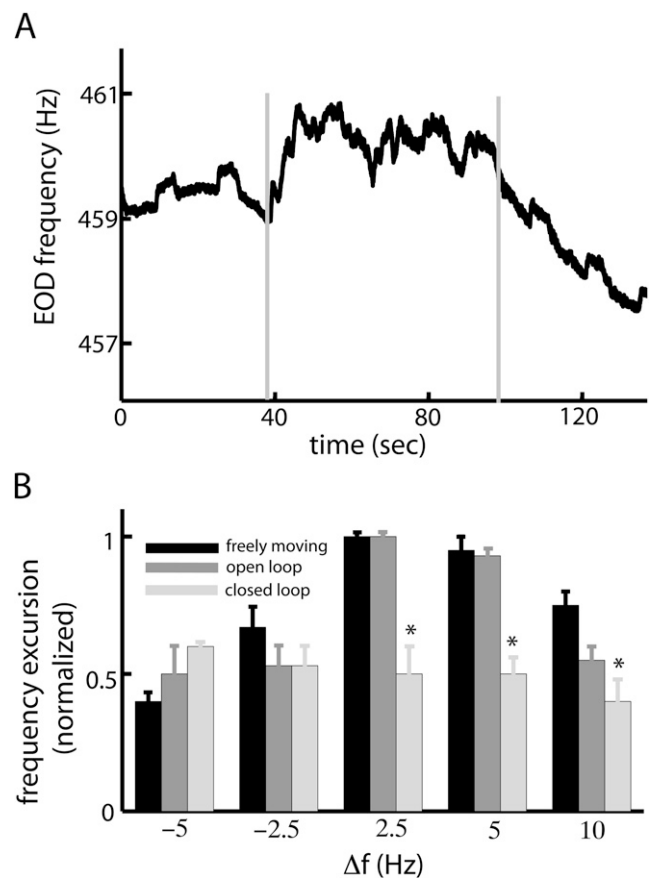 A
EOD frequency (Hz)
461
459
457
0 40 80 120
time (sec)
B
frequency excursion
(normalized)
1
0.5
0
freely moving
open loop
closed loop
* * *
−5 −2.5 2.5 5 10
Δf (Hz)